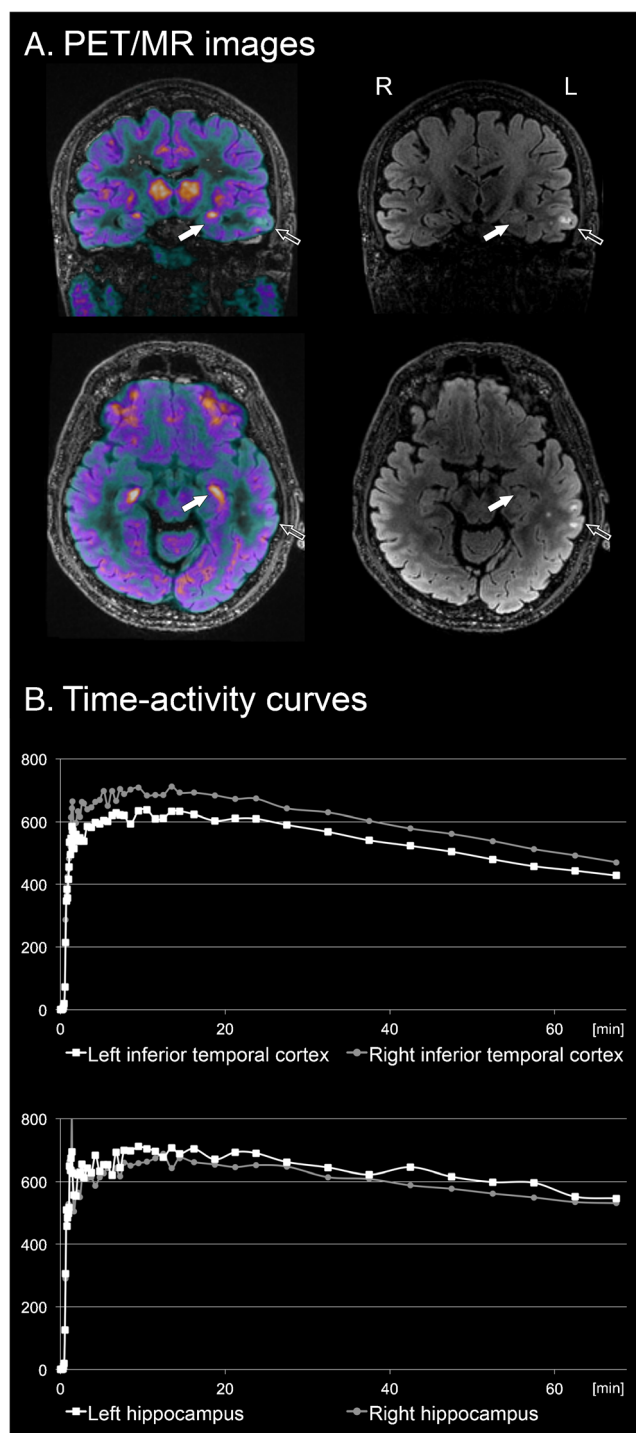 A. PET/MR images
R L
B. Time-activity curves
800
600
400
200
0
0 20 40 60 [min]
Left inferior temporal cortex Right inferior temporal cortex
800
600
400
200
0
0 20 40 60 [min]
Left hippocampus Right hippocampus